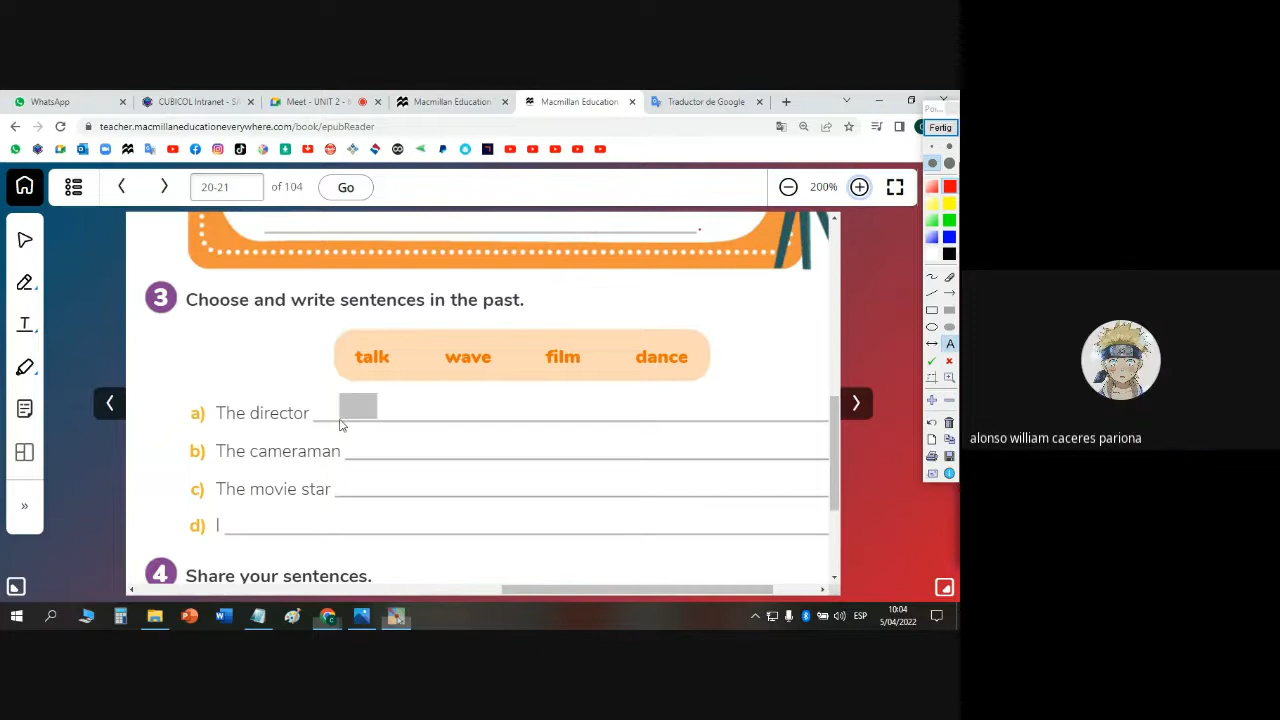 WhatsApp
CUBICOL Intranet - S/
Meet - UNIT 2 -
Macmillan Education
Macmillan Education
Traductor de Google
teacher.macmillaneducationeverywhere.com/book/epubReader
Fertig
20-21 of 104 Go
200%
3 Choose and write sentences in the past.
talk wave film dance
a) The director
b) The cameraman
c) The movie star
d) I
4 Share your sentences.
alonso william caceres pariona
ESP
10:04
5/04/2022